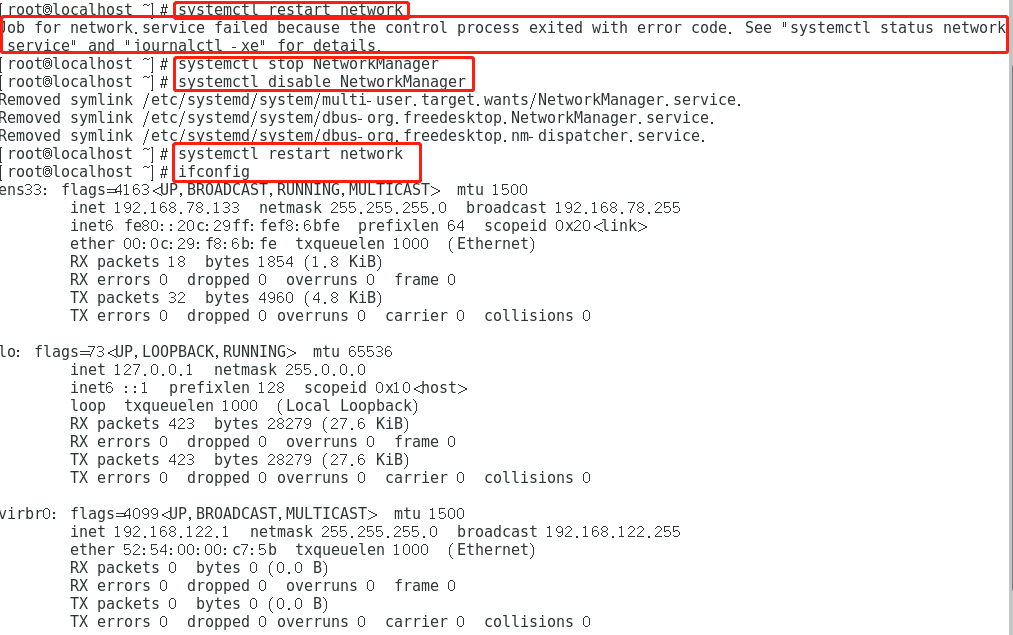 [root@localhost ~]# systemctl restart network
Job for network.service failed because the control process exited with error code. See "systemctl status network
.service" and "journalctl -xe" for details.
[root@localhost ~]# systemctl stop NetworkManager
[root@localhost ~]# systemctl disable NetworkManager
Removed symlink /etc/systemd/system/multi-user.target.wants/NetworkManager.service.
Removed symlink /etc/systemd/system/dbus-org.freedesktop.NetworkManager.service.
Removed symlink /etc/systemd/system/dbus-org.freedesktop.nm-dispatcher.service.
[root@localhost ~]# systemctl restart network
[root@localhost ~]# ifconfig
ens33: flags=4163<UP,BROADCAST,RUNNING,MULTICAST>  mtu 1500
        inet 192.168.78.133  netmask 255.255.255.0  broadcast 192.168.78.255
        inet6 fe80::20c:29ff:fef8:6bfe  prefixlen 64  scopeid 0x20<link>
        ether 00:0c:29:f8:6b:fe  txqueuelen 1000  (Ethernet)
        RX packets 18  bytes 1854 (1.8 KiB)
        RX errors 0  dropped 0  overruns 0  frame 0
        TX packets 32  bytes 4960 (4.8 KiB)
        TX errors 0  dropped 0 overruns 0  carrier 0  collisions 0
lo: flags=73<UP,LOOPBACK,RUNNING>  mtu 65536
        inet 127.0.0.1  netmask 255.0.0.0
        inet6 ::1  prefixlen 128  scopeid 0x10<host>
        loop  txqueuelen 1000  (Local Loopback)
        RX packets 423  bytes 28279 (27.6 KiB)
        RX errors 0  dropped 0  overruns 0  frame 0
        TX packets 423  bytes 28279 (27.6 KiB)
        TX errors 0  dropped 0 overruns 0  carrier 0  collisions 0
virbr0: flags=4099<UP,BROADCAST,MULTICAST>  mtu 1500
        inet 192.168.122.1  netmask 255.255.255.0  broadcast 192.168.122.255
        ether 52:54:00:00:c7:5b  txqueuelen 1000  (Ethernet)
        RX packets 0  bytes 0 (0.0 B)
        RX errors 0  dropped 0  overruns 0  frame 0
        TX packets 0  bytes 0 (0.0 B)
        TX errors 0  dropped 0 overruns 0  carrier 0  collisions 0